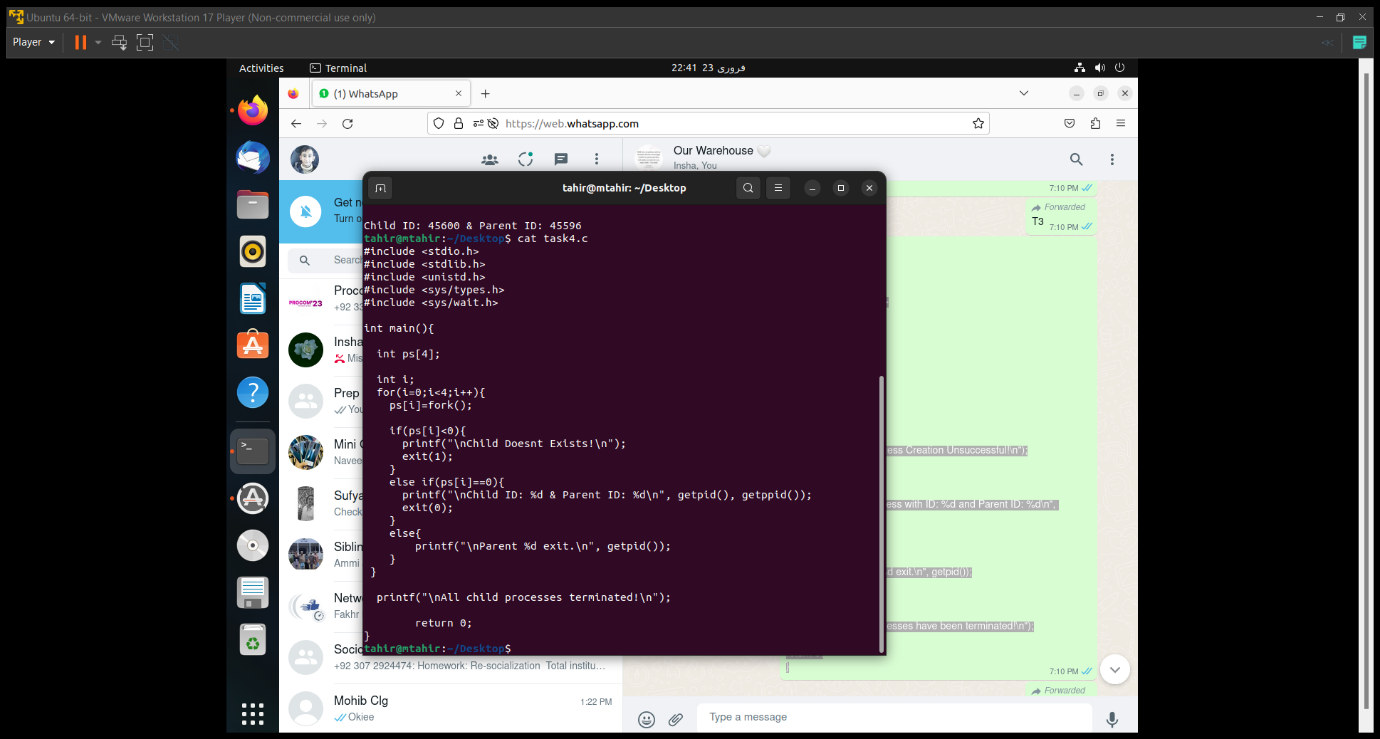 Ubuntu 64-bit - VMware Workstation 17 Player (Non-commercial use only)
Player
Activities
Terminal
22:41 23 فروری
(1) WhatsApp
https://web.whatsapp.com
Our Warehouse
Insha, You
7:10 PM
Forwarded
T3
7:10 PM
Get n
Turn o
Search
Proco
PROCOM'23
+92 33
Insha
Mis
Prep
You
Mini
Navee
Sufya
Check
Siblin
Ammi
Netw
Fakhr
Socio
+92 307 2924474: Homework: Re-socialization Total institu…
Mohib Clg
1:22 PM
Okiee
tahir@mtahir: ~/Desktop
Child ID: 45600 & Parent ID: 45596
tahir@mtahir:~/Desktop$ cat task4.c
#include <stdio.h>
#include <stdlib.h>
#include <unistd.h>
#include <sys/types.h>
#include <sys/wait.h>
int main(){
int ps[4];
int i;
for(i=0;i<4;i++){
ps[i]=fork();
if(ps[i]<0){
printf("\nChild Doesnt Exists!\n");
exit(1);
}
else if(ps[i]==0){
printf("\nChild ID: %d & Parent ID: %d\n", getpid(), getppid());
exit(0);
}
else{
printf("\nParent %d exit.\n", getpid());
}
}
printf("\nAll child processes terminated!\n");
return 0;
}
tahir@mtahir:~/Desktop$
ess Creation Unsuccessful!\n");
ess with ID: %d and Parent ID: %d\n",
d exit.\n", getpid());
esses have been terminated!\n");
7:10 PM
Forwarded
Type a message